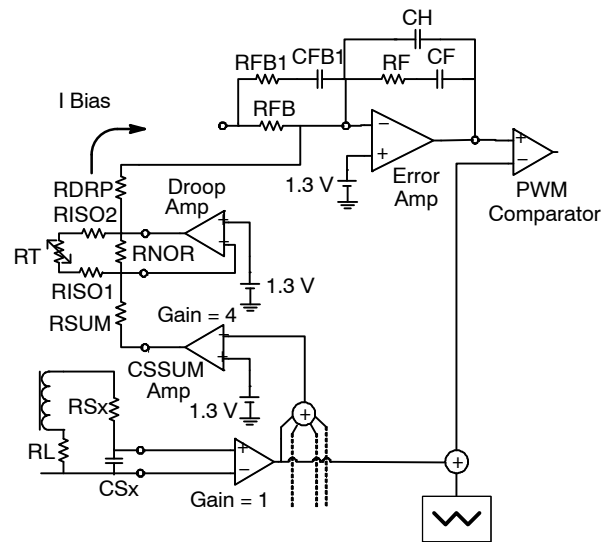 CH
RFB1 CFB1 RF CF
I Bias
RFB
RDRP
1.3 V
Error
Amp
PWM
Comparator
Droop
Amp
RISO2
RT
RNOR
RISO1
1.3 V
RSUM
Gain = 4
CSSUM
Amp
1.3 V
RSx
RL
CSx
Gain = 1